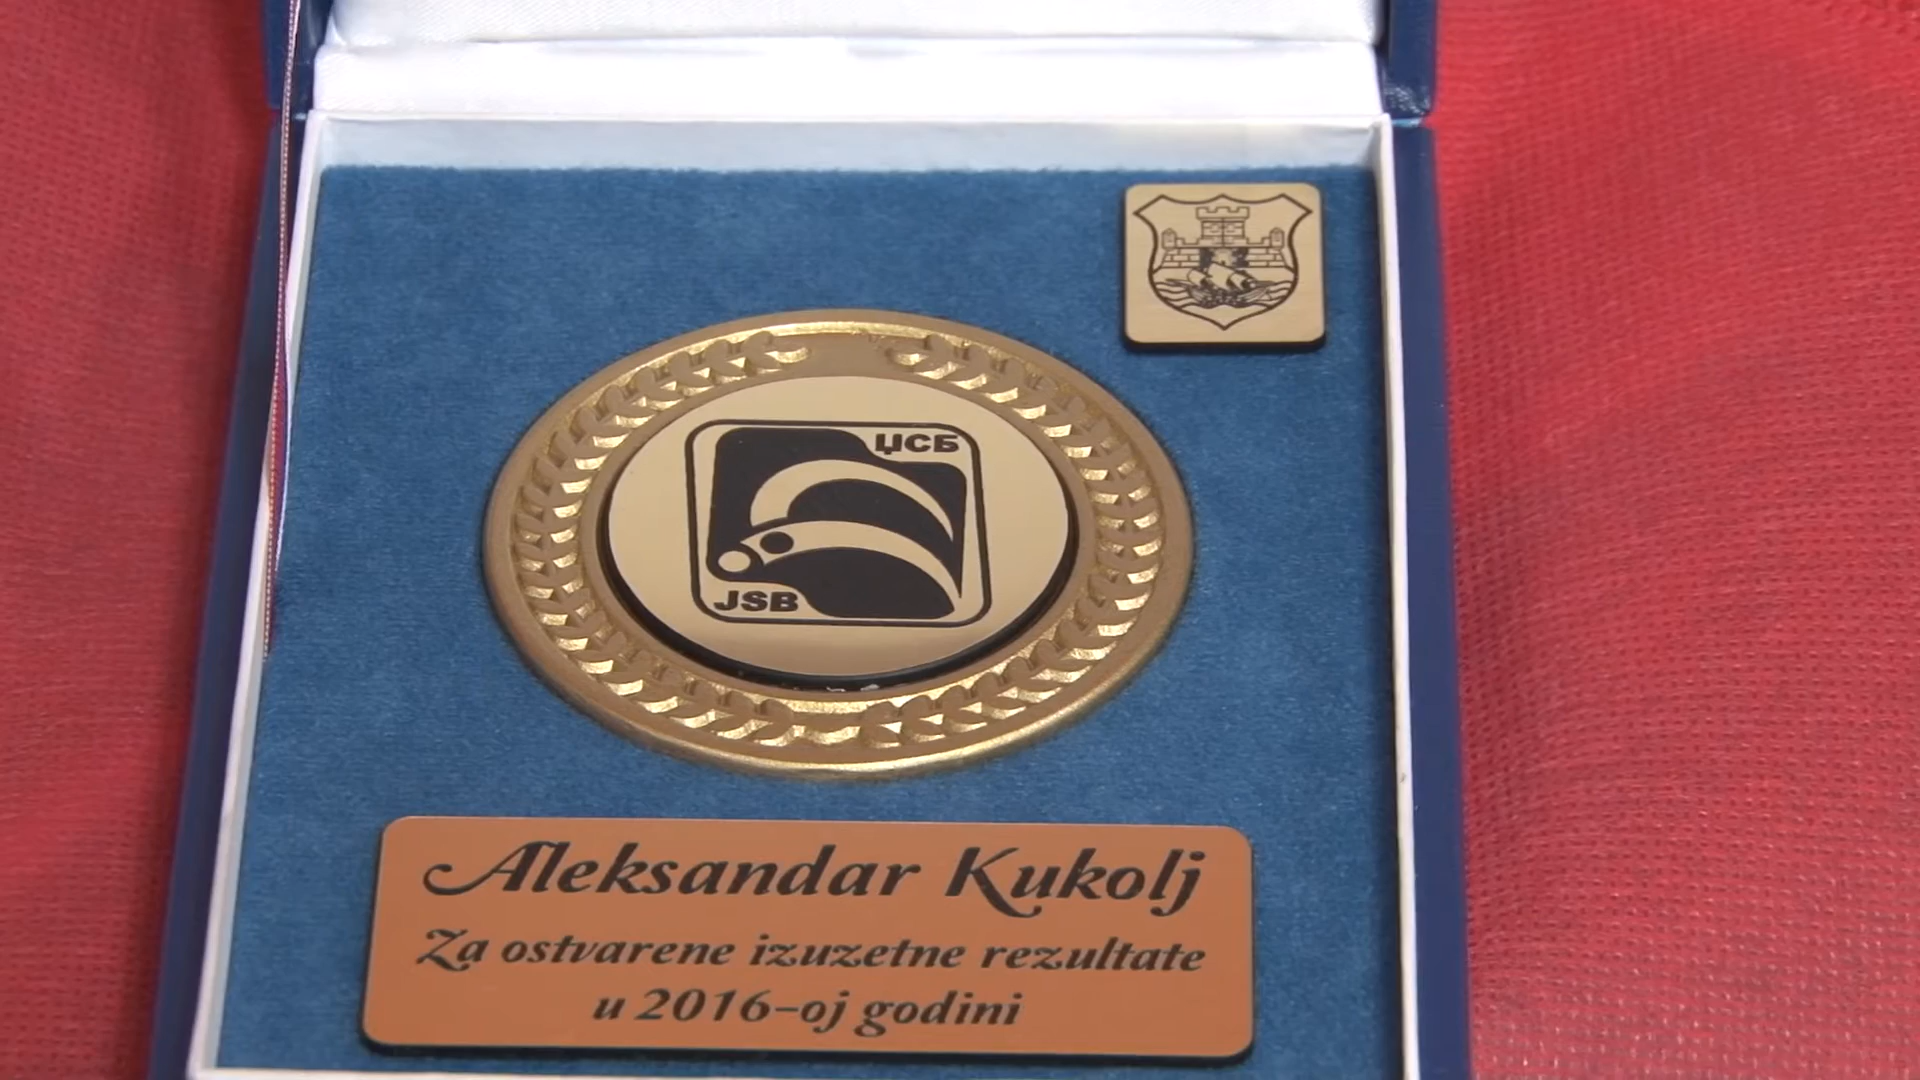 ЏСБ
JSB
Aleksandar Kukolj
Za ostvarene izuzetne rezultate
u 2016-oj godini